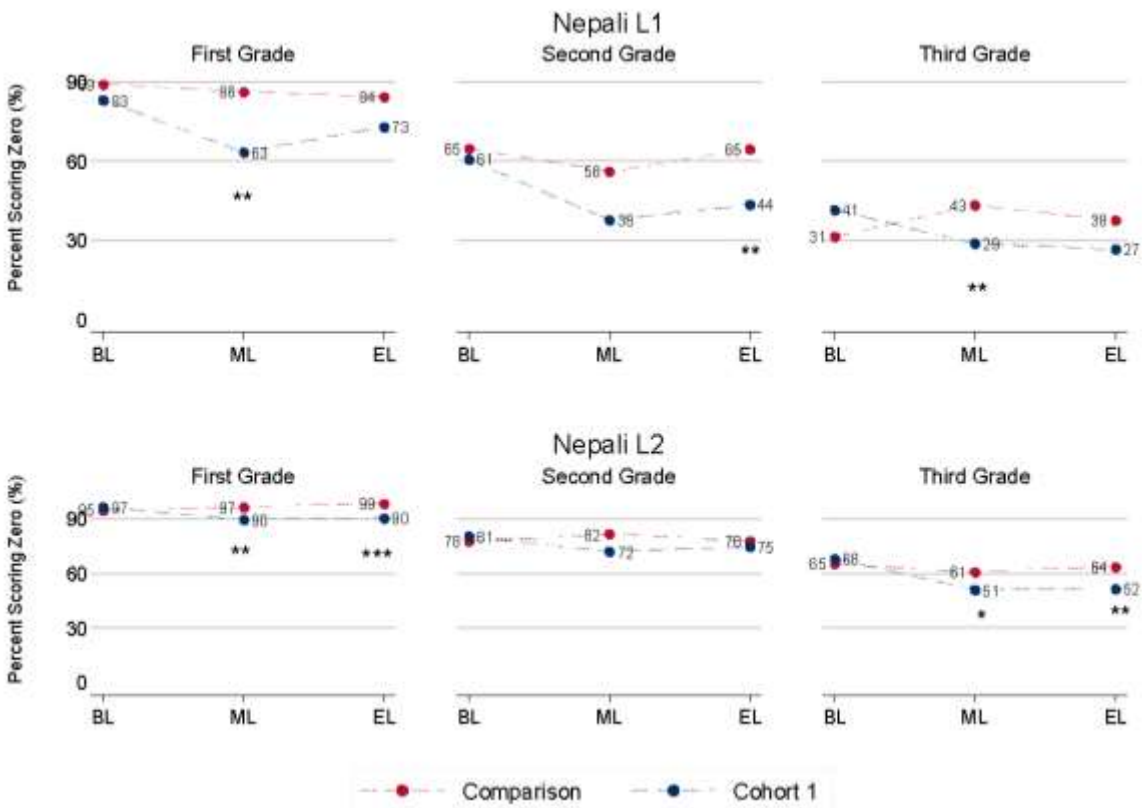 Nepali L1
First Grade
Second Grade
Third Grade
Percent Scoring Zero (%)
90
60
30
0
83
88
63
84
73
**
65
61
56
38
65
44
**
31
41
43
29
38
27
**
BL ML EL
BL ML EL
BL ML EL
Nepali L2
First Grade
Second Grade
Third Grade
Percent Scoring Zero (%)
90
60
30
0
95
97
97
90
99
90
**
***
78
81
82
72
78
75
65
68
61
51
64
52
*
**
BL ML EL
BL ML EL
BL ML EL
Comparison
Cohort 1